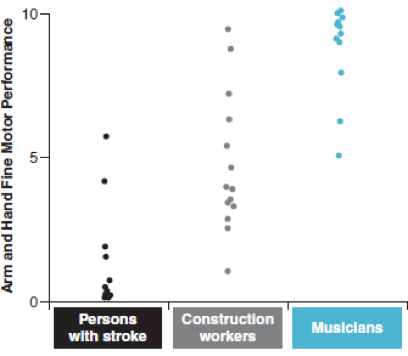 Arm and Hand Fine Motor Performance
10
5
0
Persons
with stroke
Construction
workers
Musicians